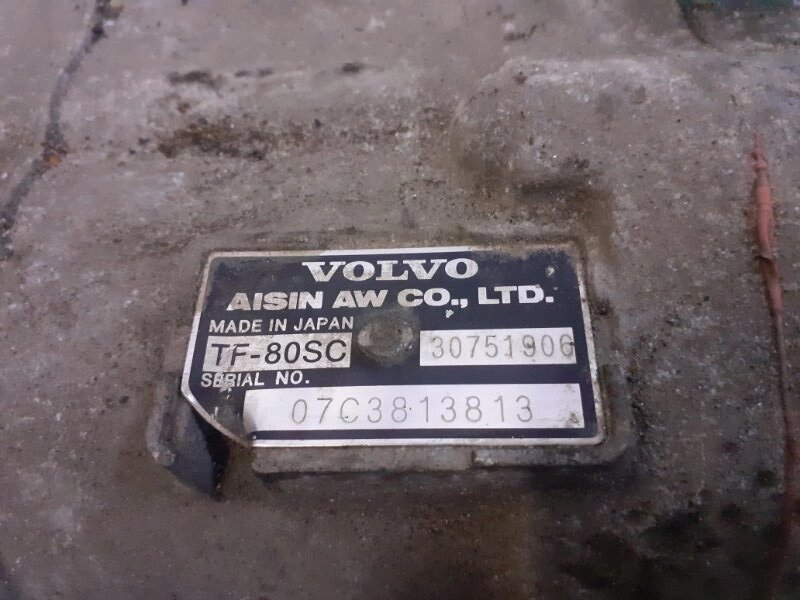 VOLVO
AISIN AW CO., LTD.
MADE IN JAPAN
TF-80SC 30751906
SERIAL NO.
07C3813813